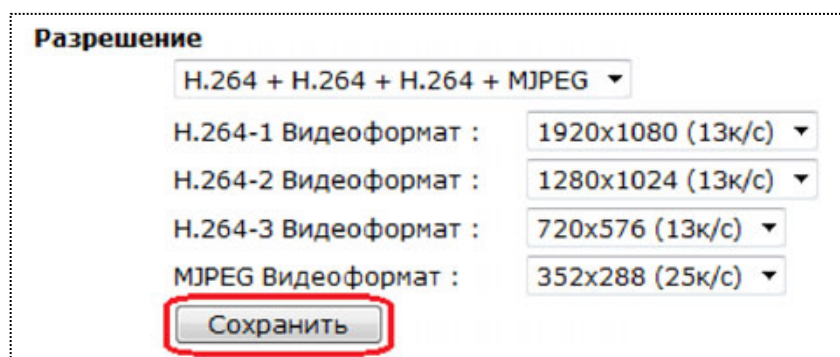 Разрешение
H.264 + H.264 + H.264 + MJPEG
H.264-1 Видеоформат : 1920x1080 (13к/с)
H.264-2 Видеоформат : 1280x1024 (13к/с)
H.264-3 Видеоформат : 720x576 (13к/с)
MJPEG Видеоформат : 352x288 (25к/с)
Сохранить